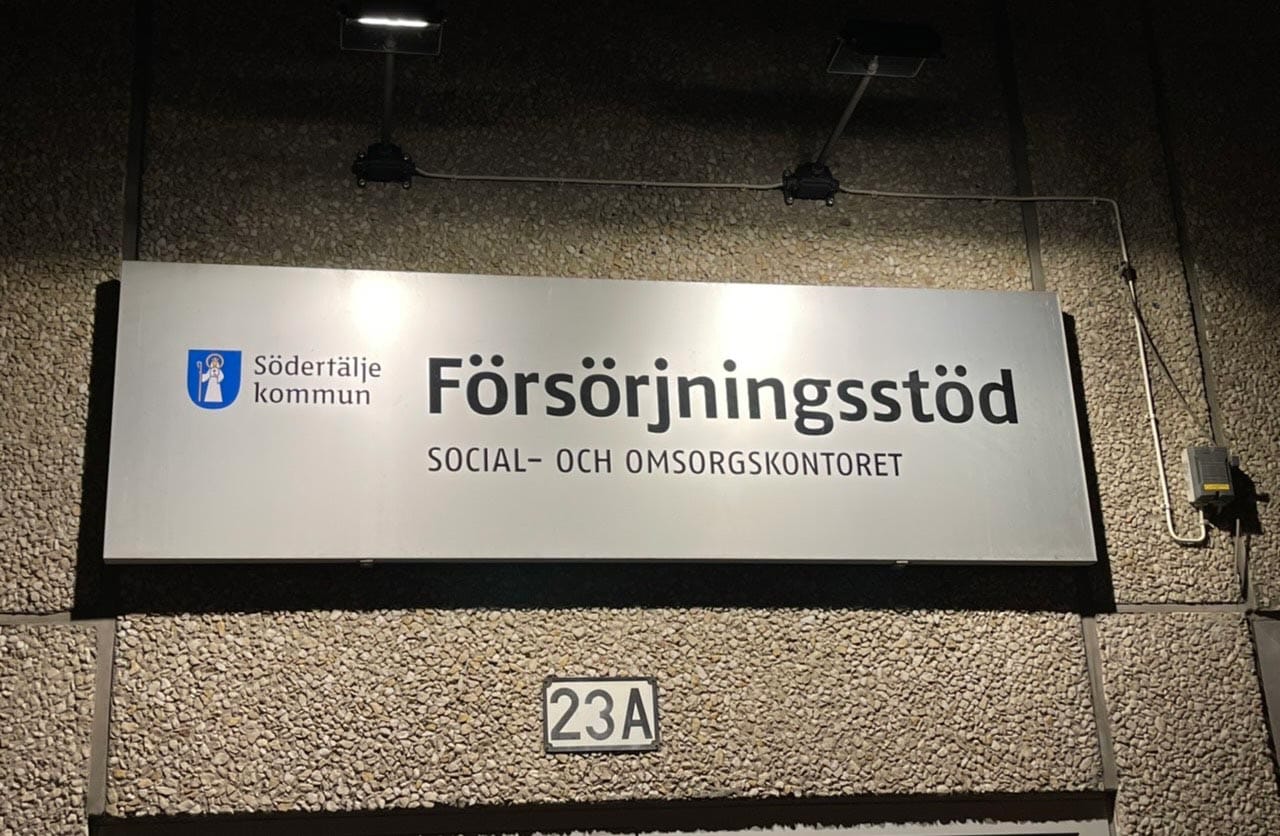 Södertälje
kommun
Försörjningsstöd
SOCIAL- OCH OMSORGSKONTORET
23A